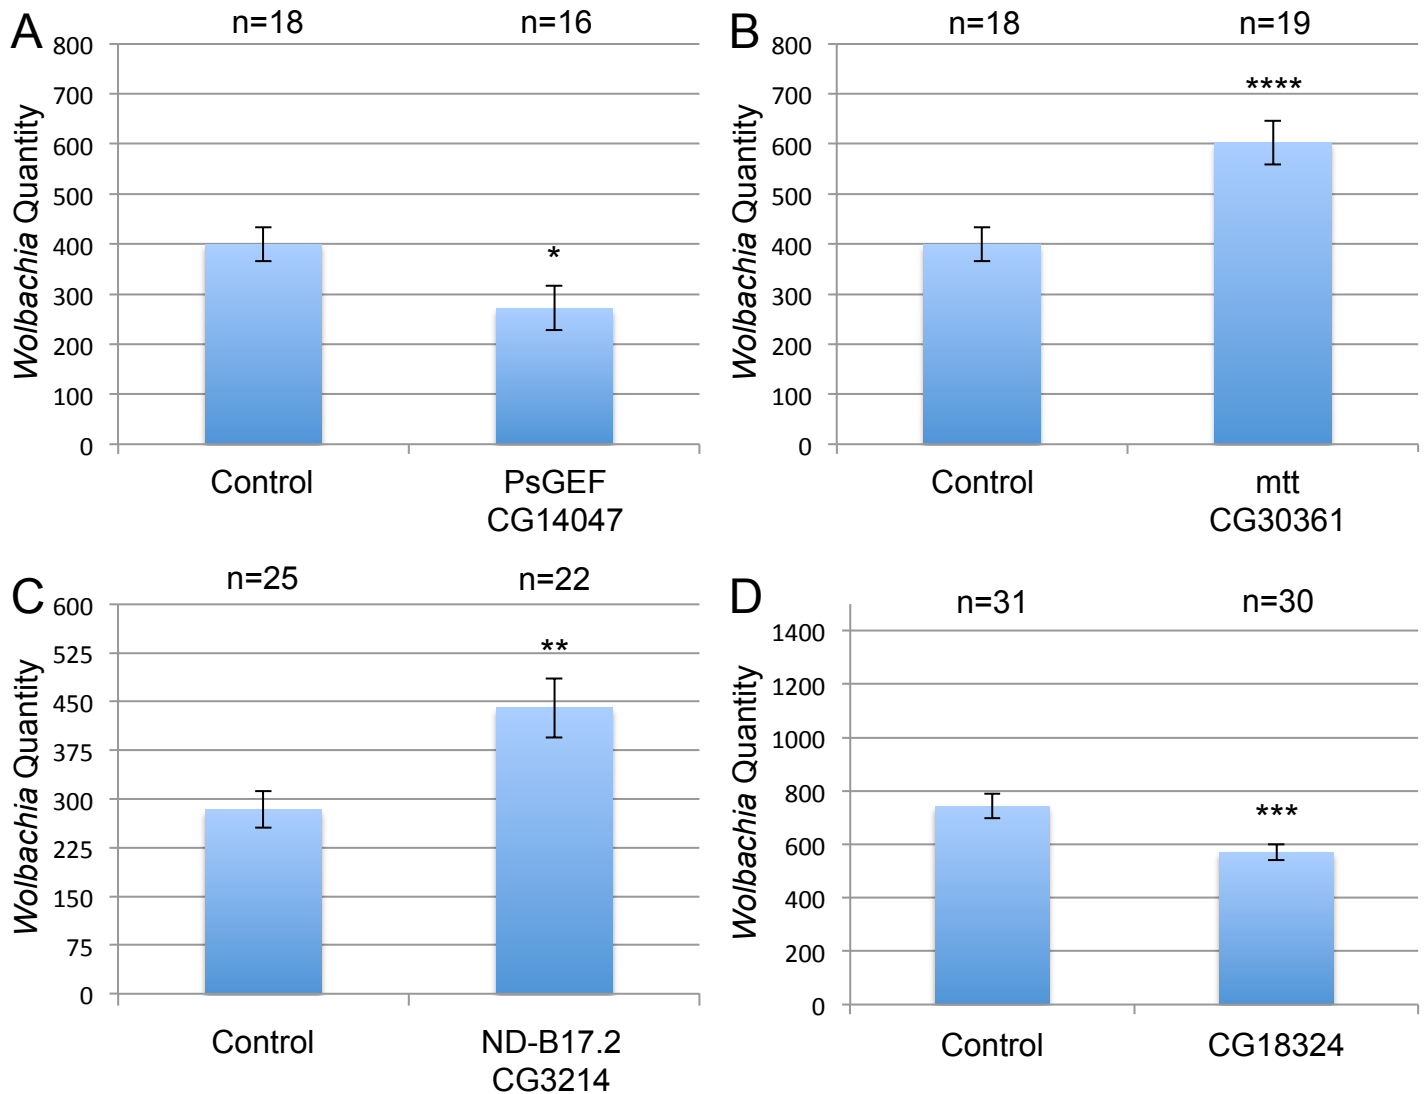 A
n=18 n=16
800
700
600
500
400
300
200
100
0
Wolbachia Quantity
*
Control PsGEF
CG14047
B
n=18 n=19
800
700
600
500
400
300
200
100
0
Wolbachia Quantity
****
Control mtt
CG30361
C
n=25 n=22
600
525
450
375
300
225
150
75
0
Wolbachia Quantity
**
Control ND-B17.2
CG3214
D
n=31 n=30
1400
1200
1000
800
600
400
200
0
Wolbachia Quantity
***
Control CG18324